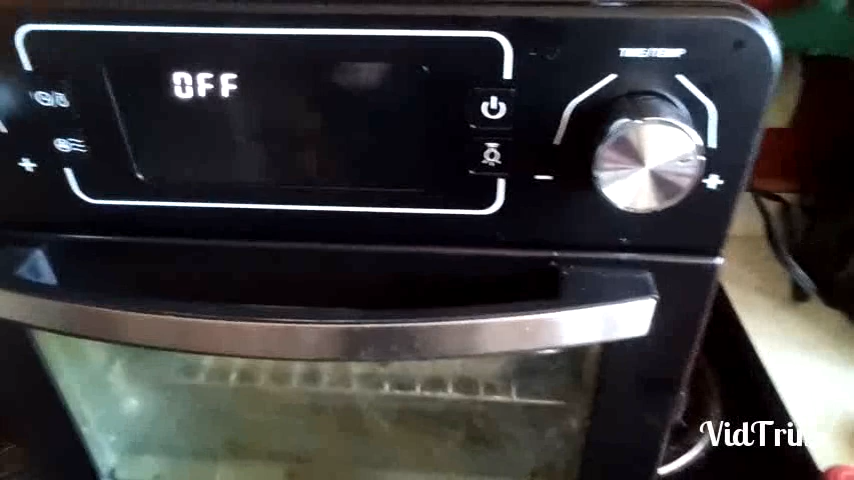 OFF
TIME/TEMP
- +
+
VidTrim